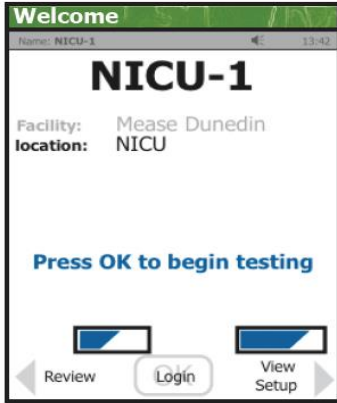 Welcome
Name: NICU-1 13:42
NICU-1
Facility: Mease Dunedin
location: NICU
Press OK to begin testing
Review OK Login View
Setup